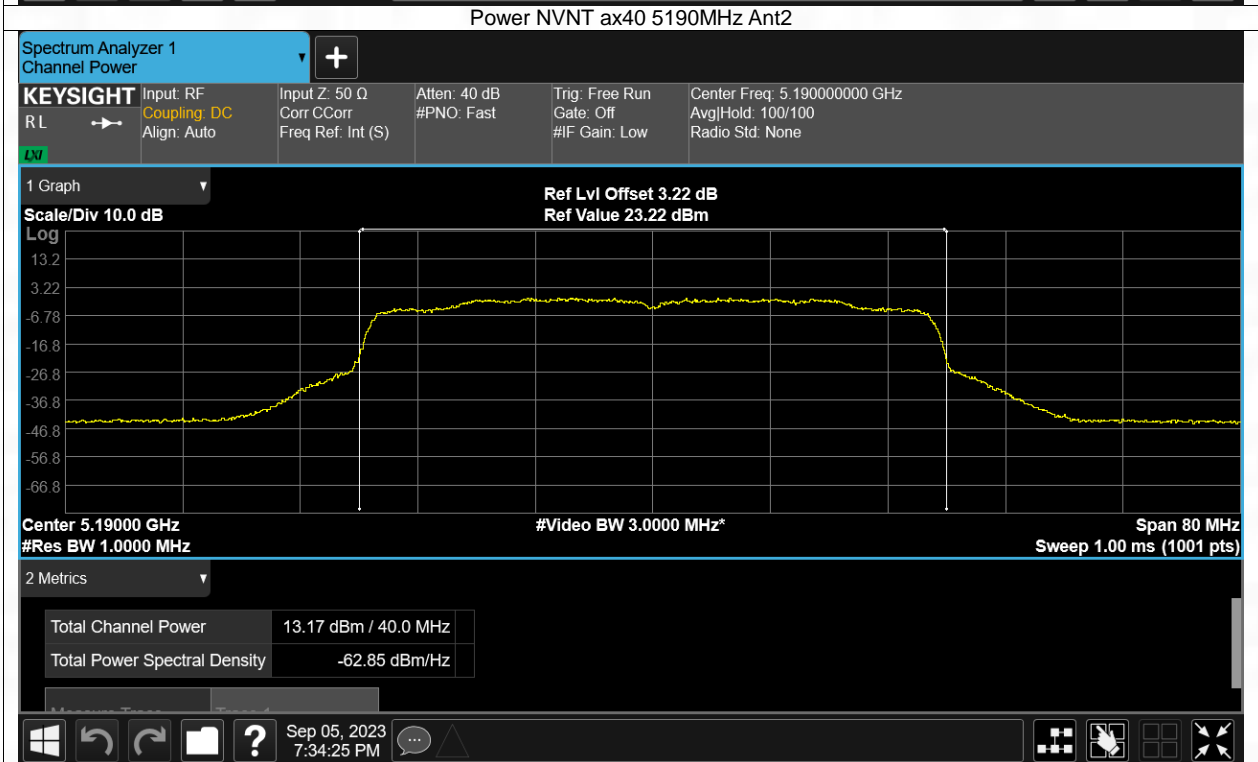 Power NVNT ax40 5190MHz Ant2
Spectrum Analyzer 1
Channel Power
KEYSIGHT
R L
LXI
Input: RF
Coupling: DC
Align: Auto
Input Z: 50 Ω
Corr CCorr
Freq Ref: Int (S)
Atten: 40 dB
#PNO: Fast
Trig: Free Run
Gate: Off
#IF Gain: Low
Center Freq: 5.190000000 GHz
Avg|Hold: 100/100
Radio Std: None
1 Graph
Scale/Div 10.0 dB
Ref Lvl Offset 3.22 dB
Ref Value 23.22 dBm
Log
13.2
3.22
-6.78
-16.8
-26.8
-36.8
-46.8
-56.8
-66.8
Center 5.19000 GHz
#Video BW 3.0000 MHz*
Span 80 MHz
#Res BW 1.0000 MHz
Sweep 1.00 ms (1001 pts)
2 Metrics
Total Channel Power 13.17 dBm / 40.0 MHz
Total Power Spectral Density -62.85 dBm/Hz
Sep 05, 2023
7:34:25 PM